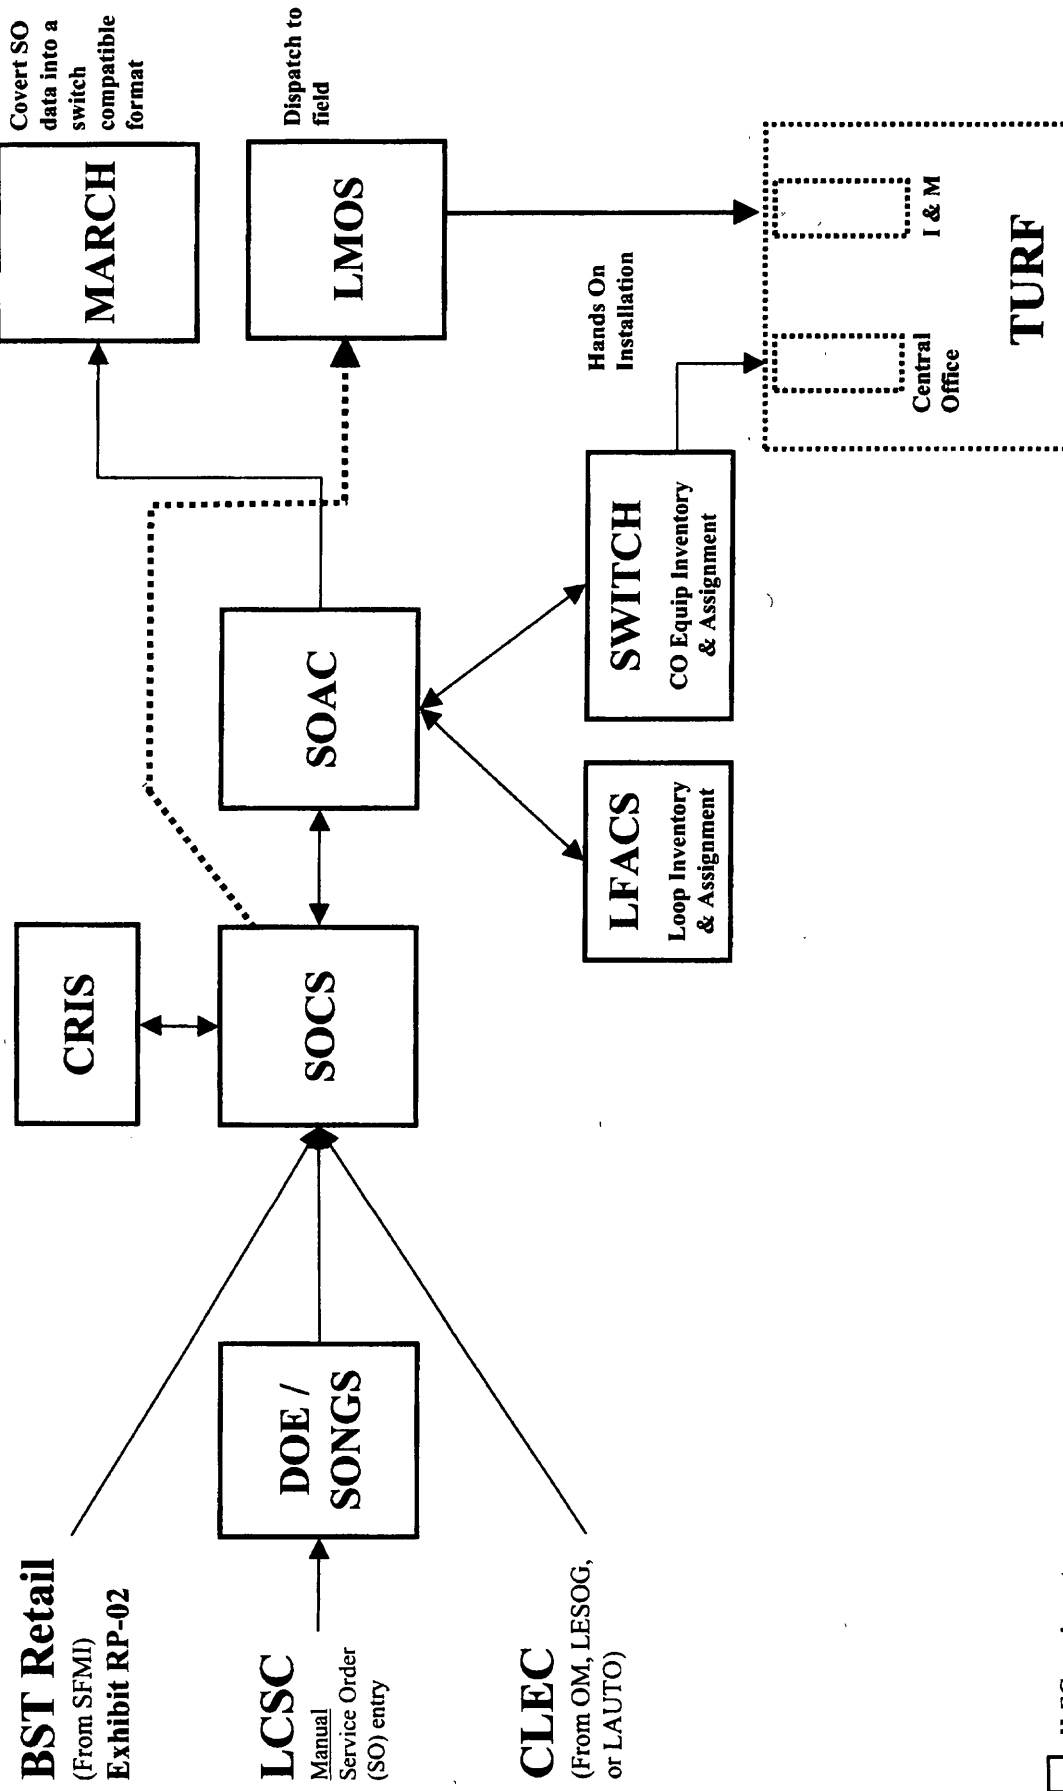 BST Retail
(From SFMI)
Exhibit RP-02
LCSC
Manual
Service Order
(SO) entry
CLEC
(From OM, LESOG,
or LAUTO)
DOE /
SONGS
CRIS
SOCS
SOAC
LFACS
Loop Inventory
& Assignment
SWITCH
CO Equip Inventory
& Assignment
MARCH
Covert SO
data into a
switch
compatible
format
LMOS
Dispatch to
field
Hands On
Installation
Central
Office
I & M
TURF